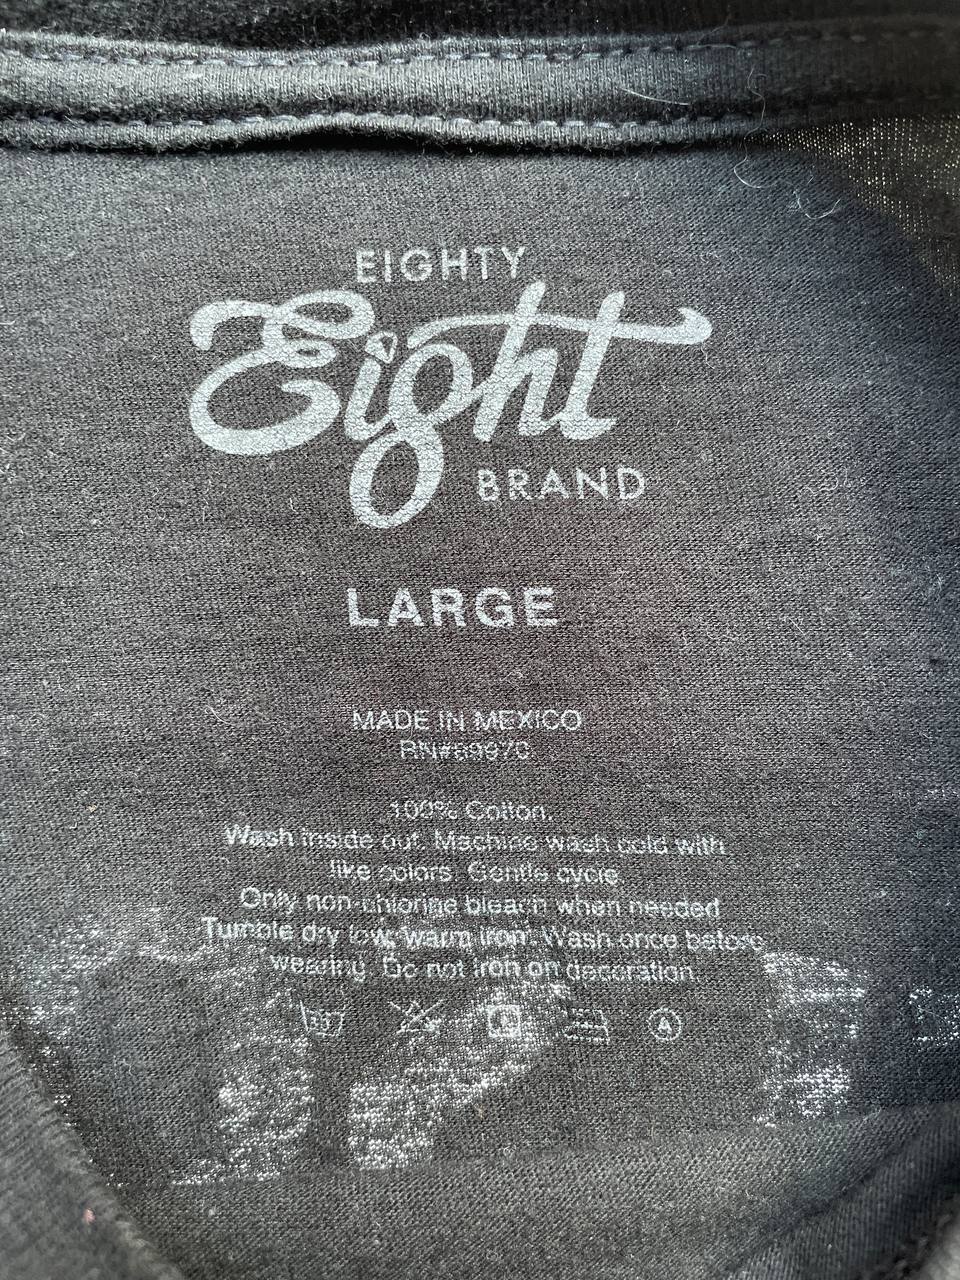 EIGHTY
Eight
BRAND
LARGE
MADE IN MEXICO
100% Cotton.
Wash inside out. Machine wash cold with
like colors. Gentle cycle.
Only non-chlorine bleach when needed
Tumble dry low, warm iron. Wash once before
wearing. Do not iron on decoration
30
A